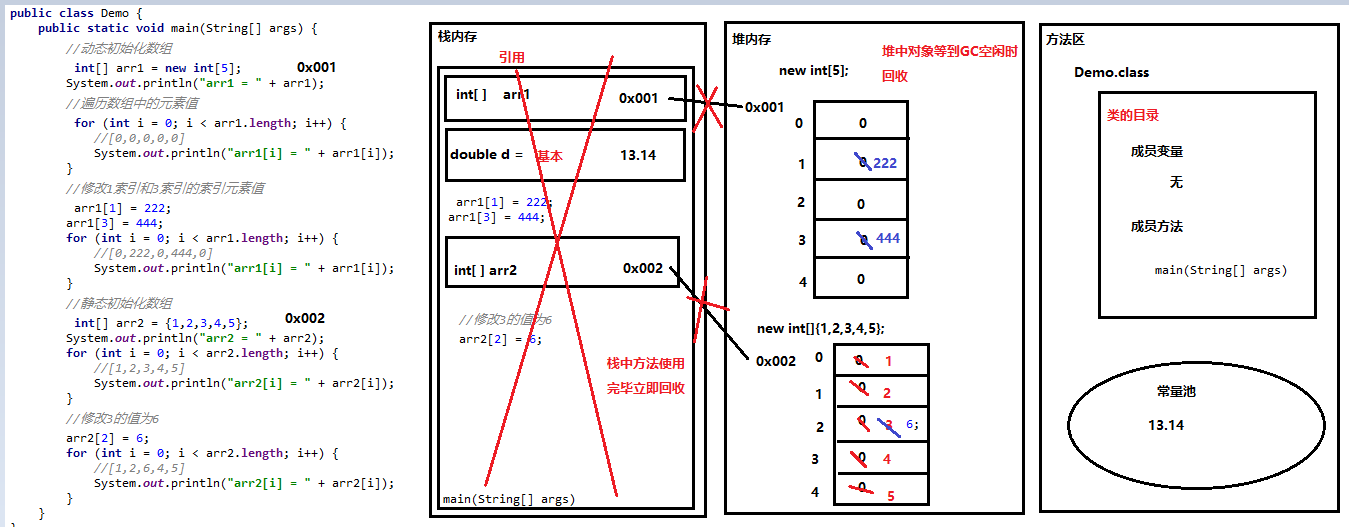 public class Demo {
public static void main(String[] args) {
//动态初始化数组
int[] arr1 = new int[5]; 0x001
System.out.println("arr1 = " + arr1);
//遍历数组中的元素值
for (int i = 0; i < arr1.length; i++) {
//[0,0,0,0,0]
System.out.println("arr1[i] = " + arr1[i]);
}
//修改1索引和3索引的索引元素值
arr1[1] = 222;
arr1[3] = 444;
for (int i = 0; i < arr1.length; i++) {
//[0,222,0,444,0]
System.out.println("arr1[i] = " + arr1[i]);
}
//静态初始化数组
int[] arr2 = {1,2,3,4,5}; 0x002
System.out.println("arr2 = " + arr2);
for (int i = 0; i < arr2.length; i++) {
//[1,2,3,4,5]
System.out.println("arr2[i] = " + arr2[i]);
}
//修改3的值为6
arr2[2] = 6;
for (int i = 0; i < arr2.length; i++) {
//[1,2,6,4,5]
System.out.println("arr2[i] = " + arr2[i]);
}
}
栈内存
引用
int[ ] arr1 0x001
double d = 基本 13.14
arr1[1] = 222;
arr1[3] = 444;
int[ ] arr2 0x002
//修改3的值为6
arr2[2] = 6;
栈中方法使用
完毕立即回收
main(String[] args)
堆内存
堆中对象等到GC空闲时
回收
new int[5];
0x001
0 0
1 0 222
2 0
3 0 444
4 0
new int[]{1,2,3,4,5};
0x002
0 0 1
1 0 2
2 0 3 6;
3 0 4
4 0 5
方法区
Demo.class
类的目录
成员变量
无
成员方法
main(String[] args)
常量池
13.14